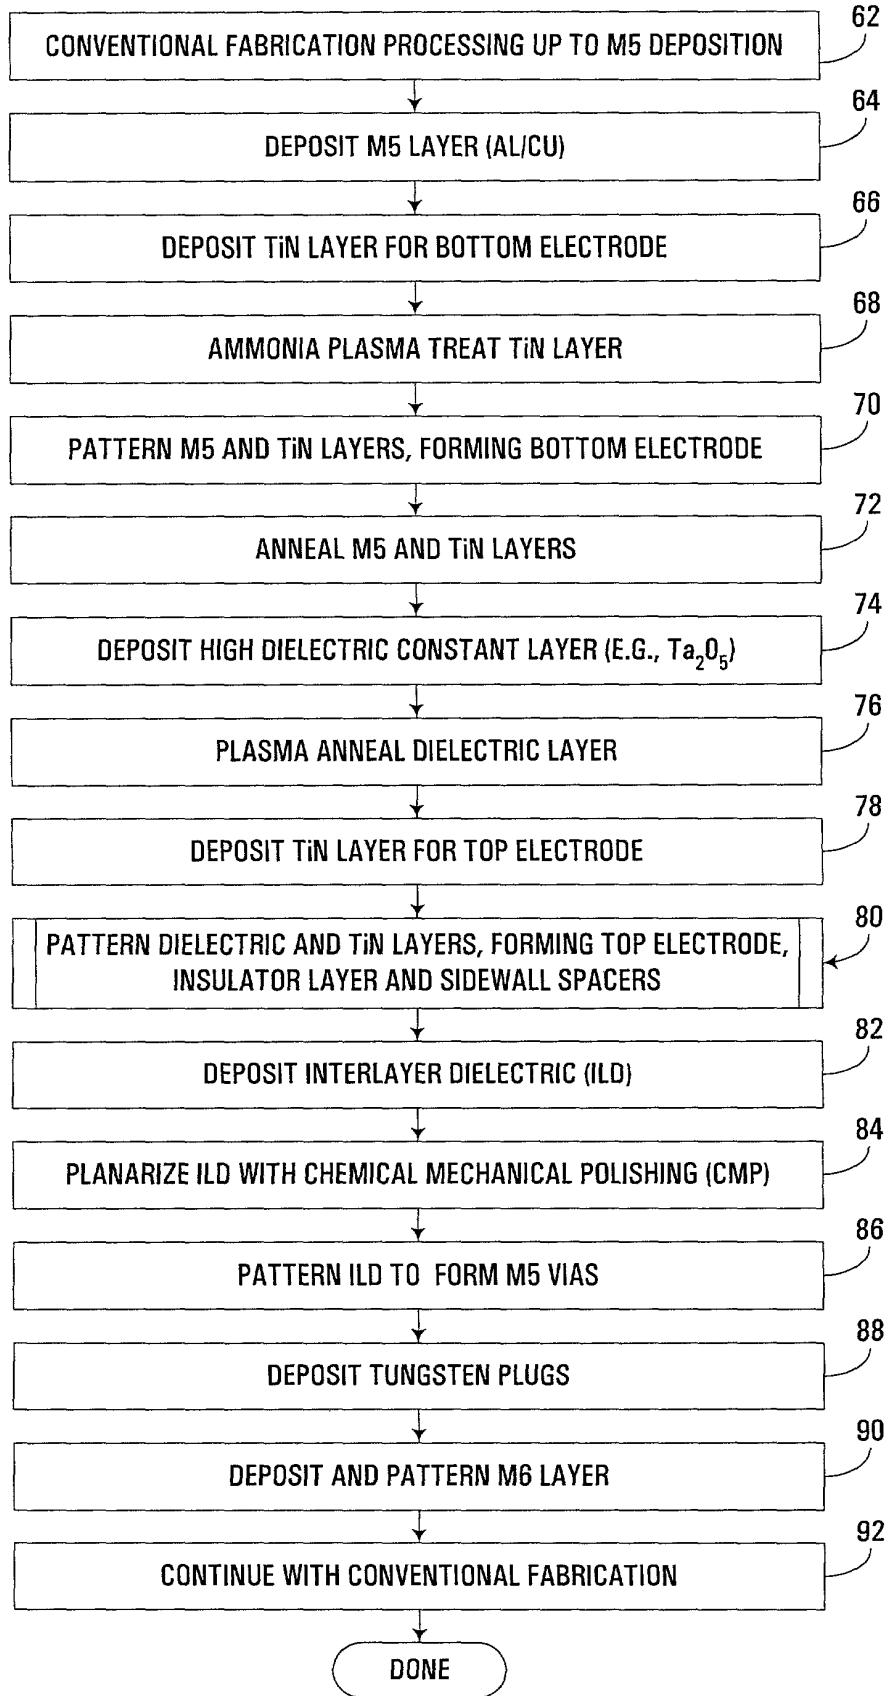 62
CONVENTIONAL FABRICATION PROCESSING UP TO M5 DEPOSITION
64
DEPOSIT M5 LAYER (AL/CU)
66
DEPOSIT TiN LAYER FOR BOTTOM ELECTRODE
68
AMMONIA PLASMA TREAT TiN LAYER
70
PATTERN M5 AND TiN LAYERS, FORMING BOTTOM ELECTRODE
72
ANNEAL M5 AND TiN LAYERS
74
DEPOSIT HIGH DIELECTRIC CONSTANT LAYER (E.G., Ta₂O₅)
76
PLASMA ANNEAL DIELECTRIC LAYER
78
DEPOSIT TiN LAYER FOR TOP ELECTRODE
80
PATTERN DIELECTRIC AND TiN LAYERS, FORMING TOP ELECTRODE,
INSULATOR LAYER AND SIDEWALL SPACERS
82
DEPOSIT INTERLAYER DIELECTRIC (ILD)
84
PLANARIZE ILD WITH CHEMICAL MECHANICAL POLISHING (CMP)
86
PATTERN ILD TO FORM M5 VIAS
88
DEPOSIT TUNGSTEN PLUGS
90
DEPOSIT AND PATTERN M6 LAYER
92
CONTINUE WITH CONVENTIONAL FABRICATION
DONE